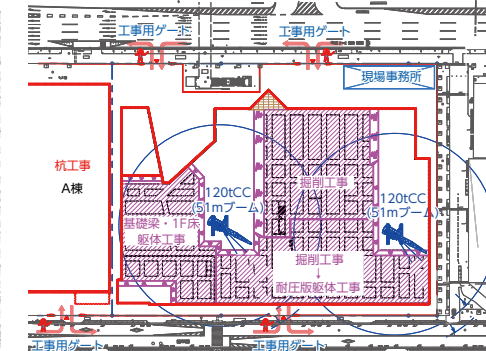 工事用ゲート
工事用ゲート
現場事務所
杭工事
A棟
120tCC
(51mブーム)
掘削工事
120tCC
(51mブーム)
基礎梁・1F床
躯体工事
掘削工事
↓
耐圧版躯体工事
工事用ゲート
工事用ゲート